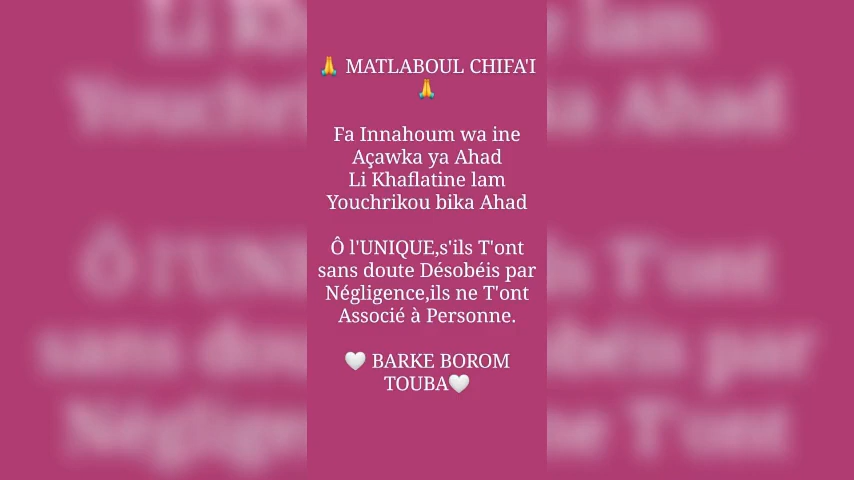 🙏 MATLABOUL CHIFA'I
🙏
Fa Innahoum wa ine
Açawka ya Ahad
Li Khaflatine lam
Youchrikou bika Ahad
Ô l'UNIQUE,s'ils T'ont
sans doute Désobéis par
Négligence,ils ne T'ont
Associé à Personne.
🤍 BARKE BOROM
TOUBA🤍